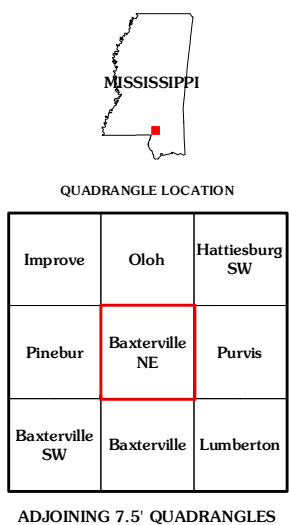 MISSISSIPPI
QUADRANGLE LOCATION
Improve
Oloh
Hattiesburg
SW
Pinebur
Baxterville
NE
Purvis
Baxterville
SW
Baxterville
Lumberton
ADJOINING 7.5' QUADRANGLES